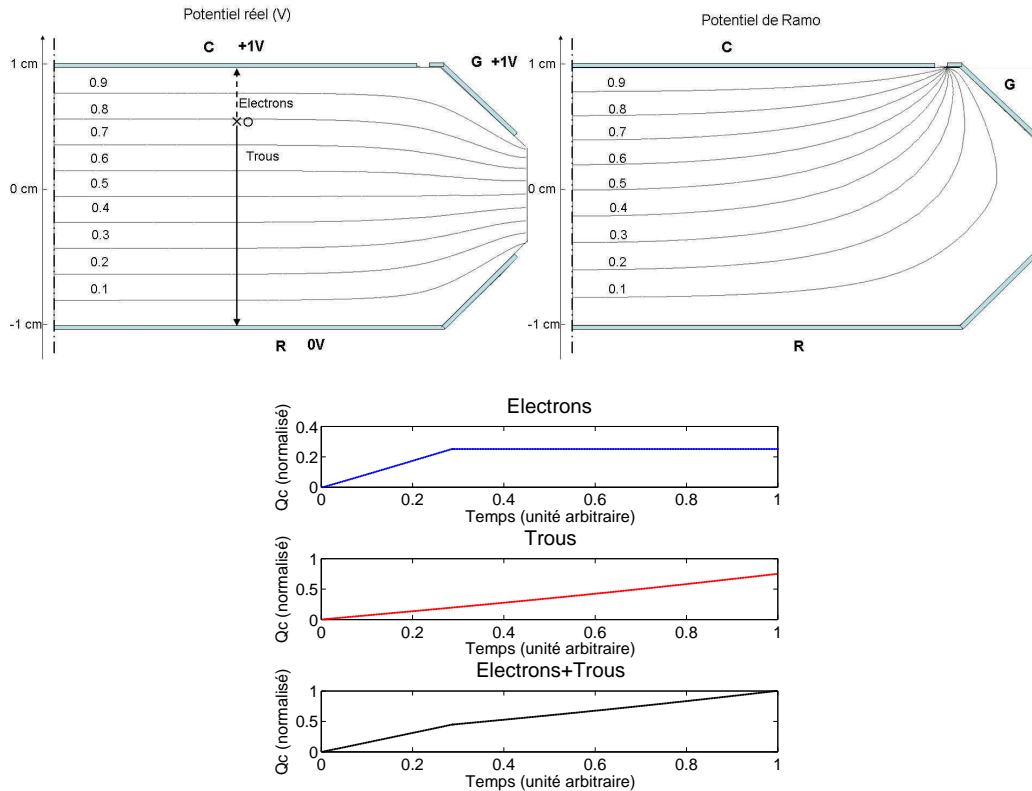 Potentiel réel (V)
C +1V
G +1V
1 cm
0 cm
-1 cm
0.9
0.8
0.7
0.6
0.5
0.4
0.3
0.2
0.1
Electrons
×O
Trous
R 0V
Potentiel de Ramo
C
G
1 cm
0 cm
-1 cm
0.9
0.8
0.7
0.6
0.5
0.4
0.3
0.2
0.1
R
Electrons
Qc (normalisé)
0.4
0.2
0
0 0.2 0.4 0.6 0.8 1
Temps (unité arbitraire)
Trous
Qc (normalisé)
1
0.5
0
0 0.2 0.4 0.6 0.8 1
Temps (unité arbitraire)
Electrons+Trous
Qc (normalisé)
1
0.5
0
0 0.2 0.4 0.6 0.8 1
Temps (unité arbitraire)